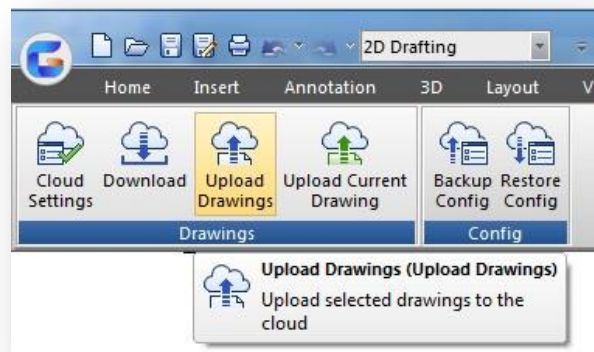 2D Drafting
Home Insert Annotation 3D Layout V
Cloud Settings Download Upload Drawings Upload Current Drawing Backup Config Restore Config
Drawings Config
Upload Drawings (Upload Drawings)
Upload selected drawings to the
cloud